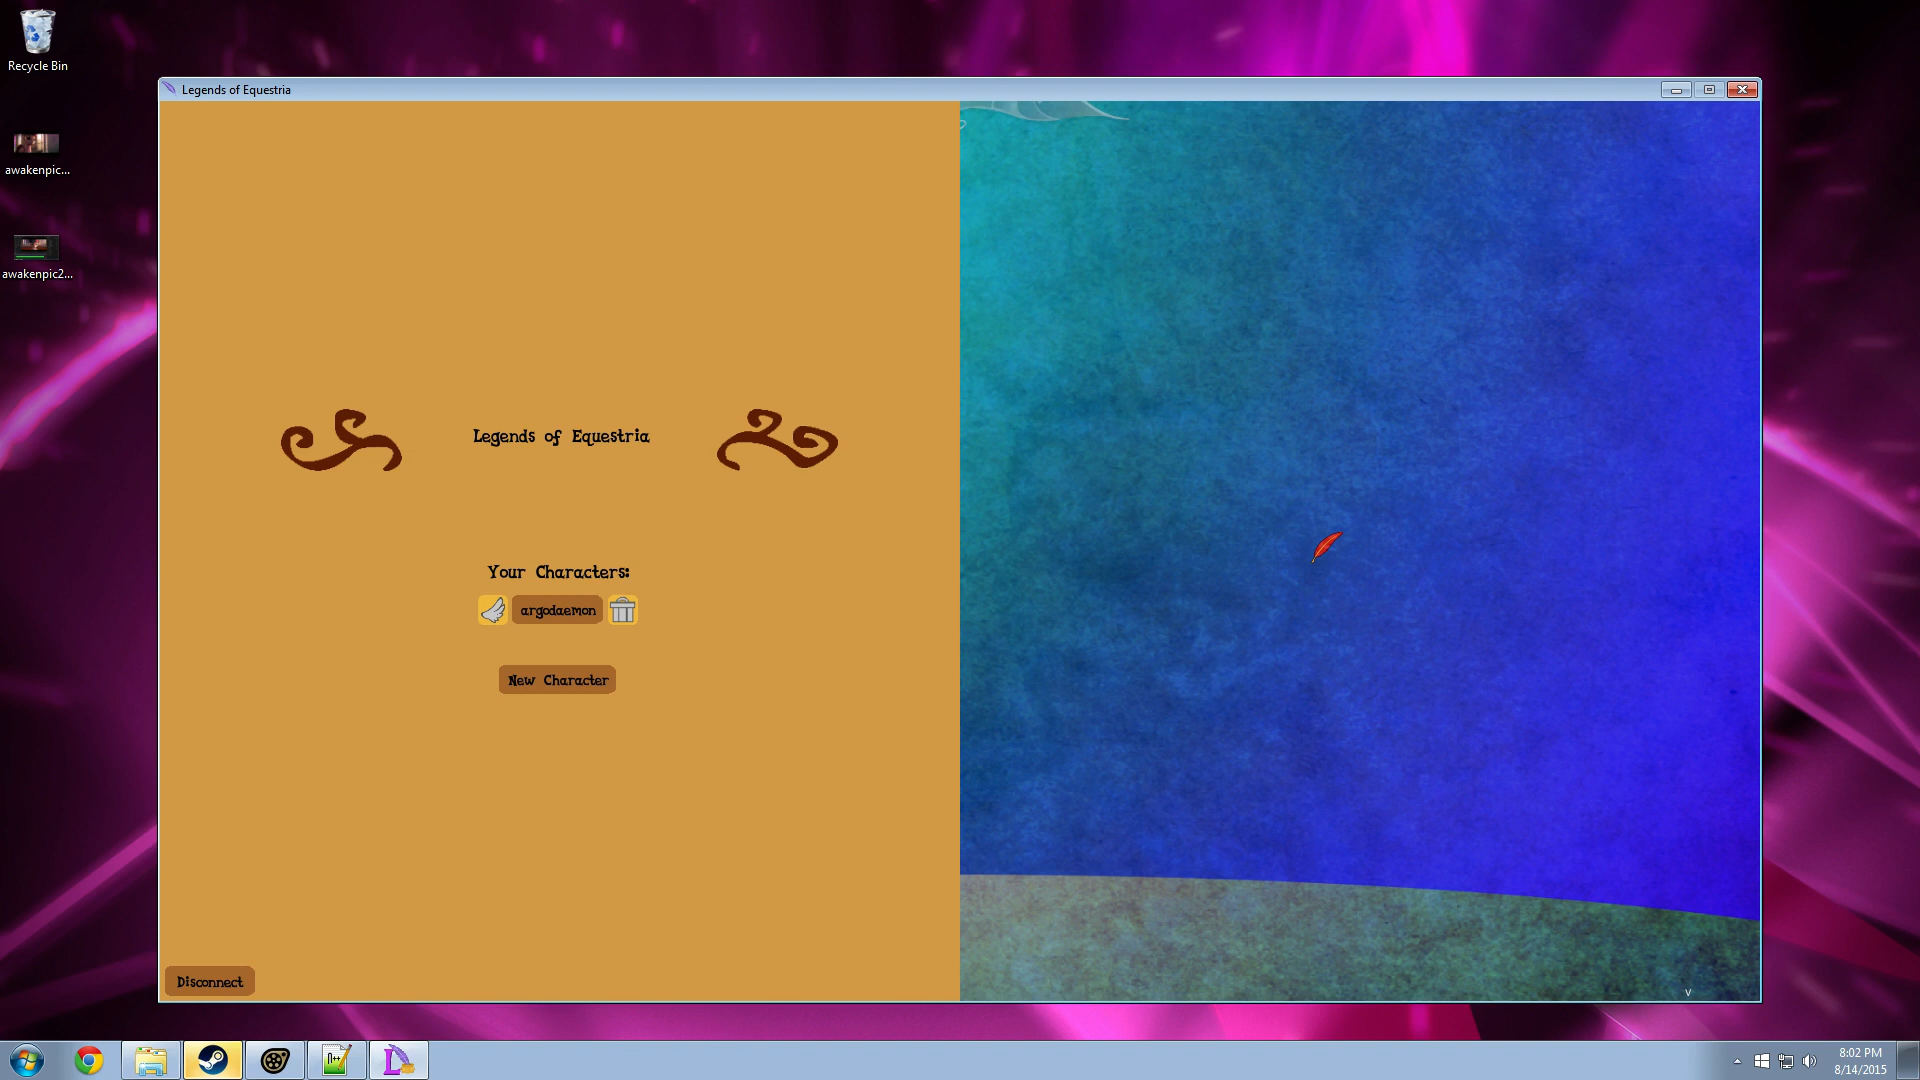 Recycle Bin
awakenpic...
awakenpic2...
Legends of Equestria
Legends of Equestria
Your Characters:
argodaemon
New Character
Disconnect
v
8:02 PM
8/14/2015